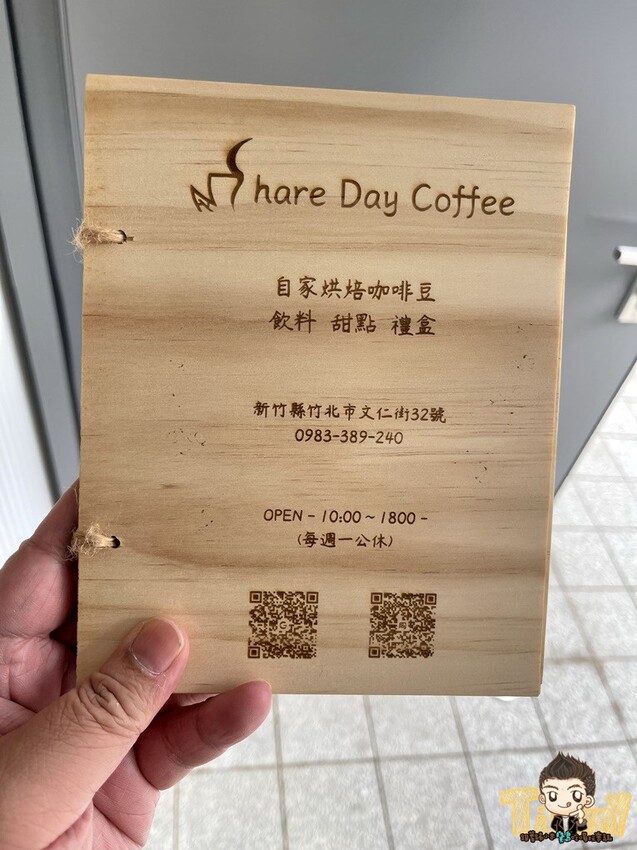 Share Day Coffee
自家烘焙咖啡豆
飲料 甜點 禮盒
新竹縣竹北市文仁街32號
0983-389-240
OPEN - 10:00 ~ 1800 -
(每週一公休)